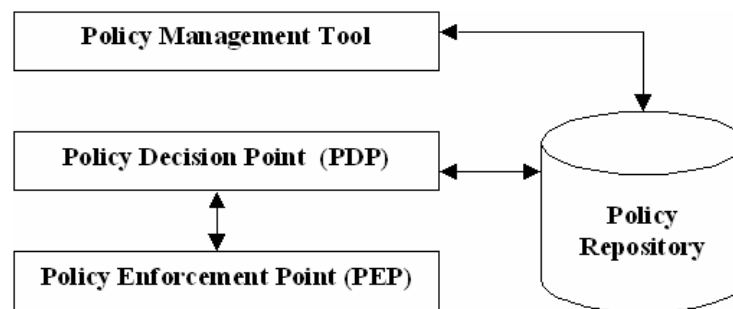 Policy Management Tool
Policy Decision Point (PDP)
Policy
Repository
Policy Enforcement Point (PEP)